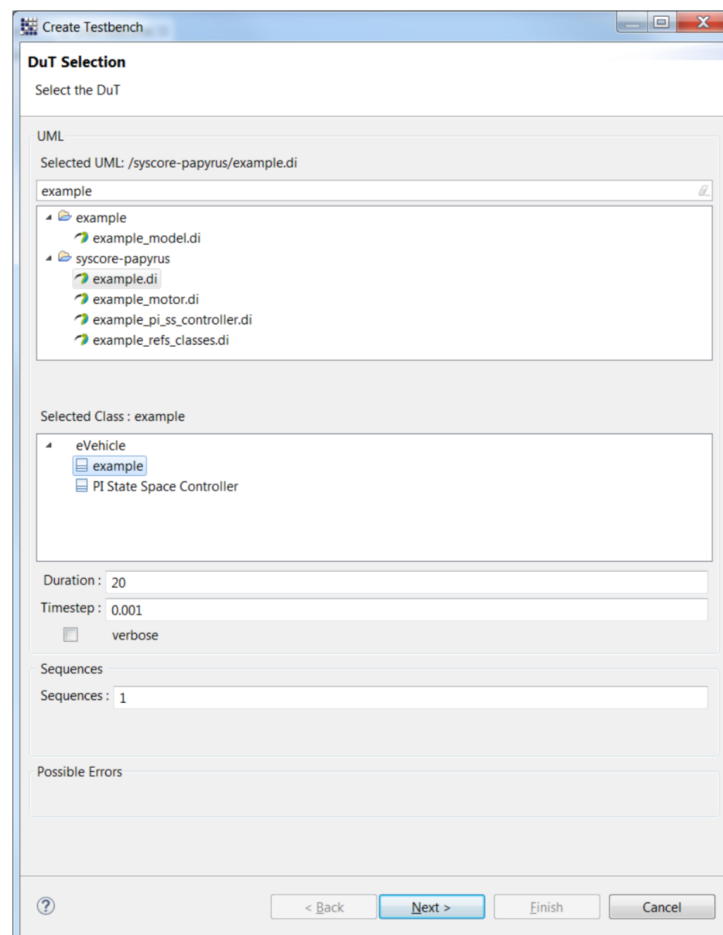 Create Testbench
DuT Selection
Select the DuT
UML
Selected UML: /syscore-papyrus/example.di
example
example
example_model.di
syscore-papyrus
example.di
example_motor.di
example_pi_ss_controller.di
example_refs_classes.di
Selected Class : example
eVehicle
example
PI State Space Controller
Duration : 20
Timestep : 0.001
verbose
Sequences
Sequences : 1
Possible Errors
? < Back Next > Finish Cancel